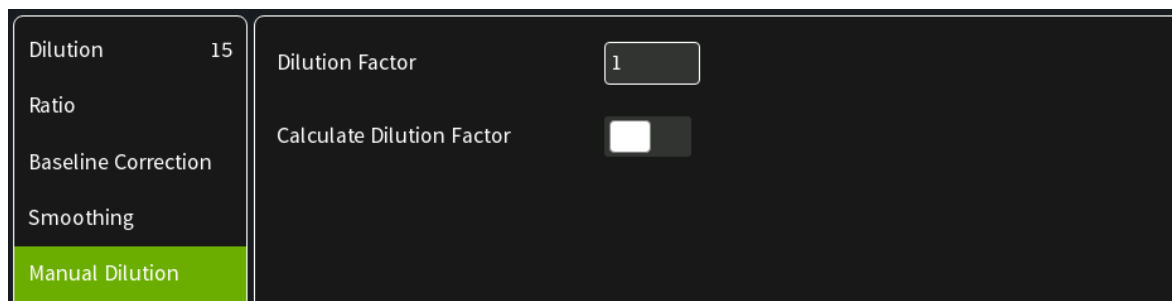 Dilution 15
Ratio
Baseline Correction
Smoothing
Manual Dilution
Dilution Factor 1
Calculate Dilution Factor